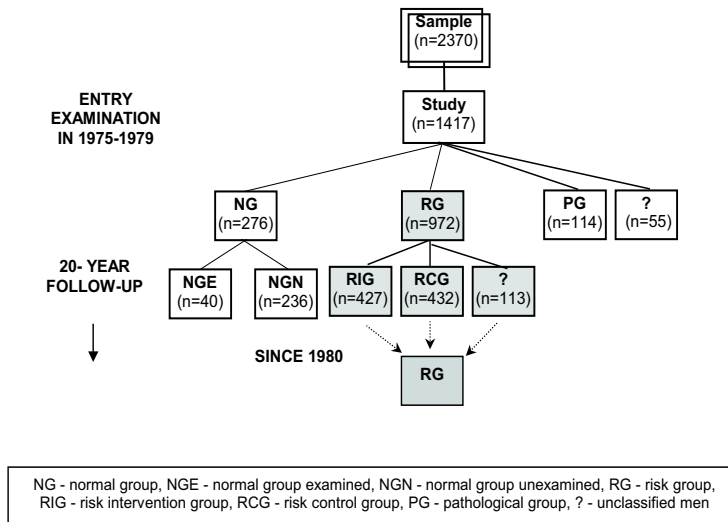 Sample
(n=2370)
ENTRY
EXAMINATION
IN 1975-1979
Study
(n=1417)
NG
(n=276)
RG
(n=972)
PG
(n=114)
?
(n=55)
20- YEAR
FOLLOW-UP
NGE
(n=40)
NGN
(n=236)
RIG
(n=427)
RCG
(n=432)
?
(n=113)
SINCE 1980
RG
NG - normal group, NGE - normal group examined, NGN - normal group unexamined, RG - risk group,
RIG - risk intervention group, RCG - risk control group, PG - pathological group, ? - unclassified men